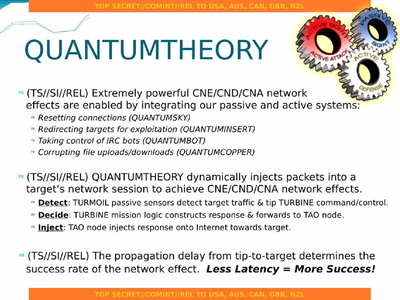 TOP SECRET//COMINT//REL TO USA, AUS, CAN, GBR, NZL
QUANTUMTHEORY
PASSIVE
ACTIVE ATTACK
ACTIVE
DEFENSE
(TS//SI//REL) Extremely powerful CNE/CND/CNA network
effects are enabled by integrating our passive and active systems:
Resetting connections (QUANTUMSKY)
Redirecting targets for exploitation (QUANTUMINSERT)
Taking control of IRC bots (QUANTUMBOT)
Corrupting file uploads/downloads (QUANTUMCOPPER)
(TS//SI//REL) QUANTUMTHEORY dynamically injects packets into a
target's network session to achieve CNE/CND/CNA network effects.
Detect: TURMOIL passive sensors detect target traffic & tip TURBINE command/control.
Decide: TURBINE mission logic constructs response & forwards to TAO node.
Inject: TAO node injects response onto Internet towards target.
(TS//SI//REL) The propagation delay from tip-to-target determines the
success rate of the network effect. Less Latency = More Success!
TOP SECRET//COMINT//REL TO USA, AUS, CAN, GBR, NZL